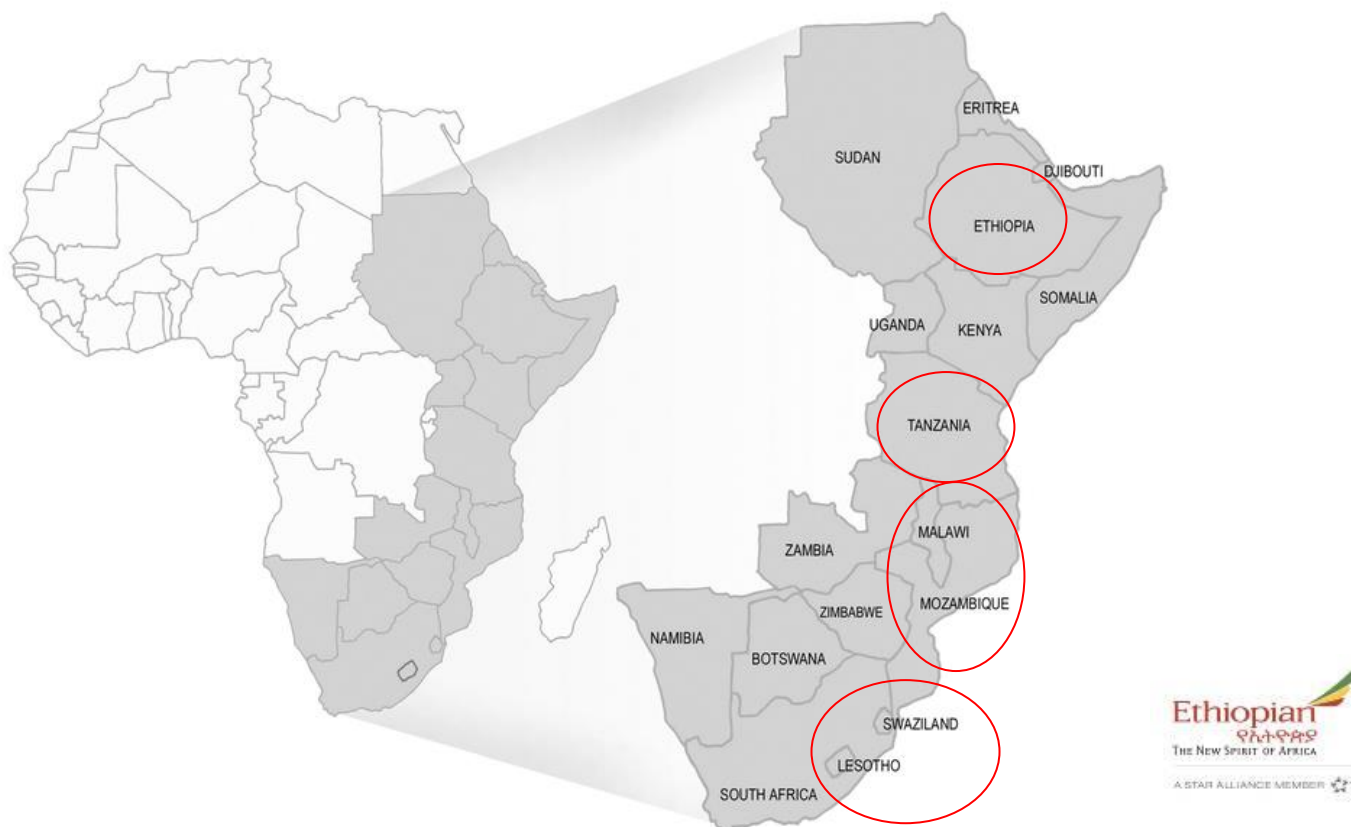 ERITREA
SUDAN
DJIBOUTI
ETHIOPIA
SOMALIA
UGANDA
KENYA
TANZANIA
MALAWI
ZAMBIA
MOZAMBIQUE
ZIMBABWE
NAMIBIA
BOTSWANA
SWAZILAND
LESOTHO
SOUTH AFRICA
Ethiopian
የኢትዮጵያ
THE NEW SPIRIT OF AFRICA
A STAR ALLIANCE MEMBER